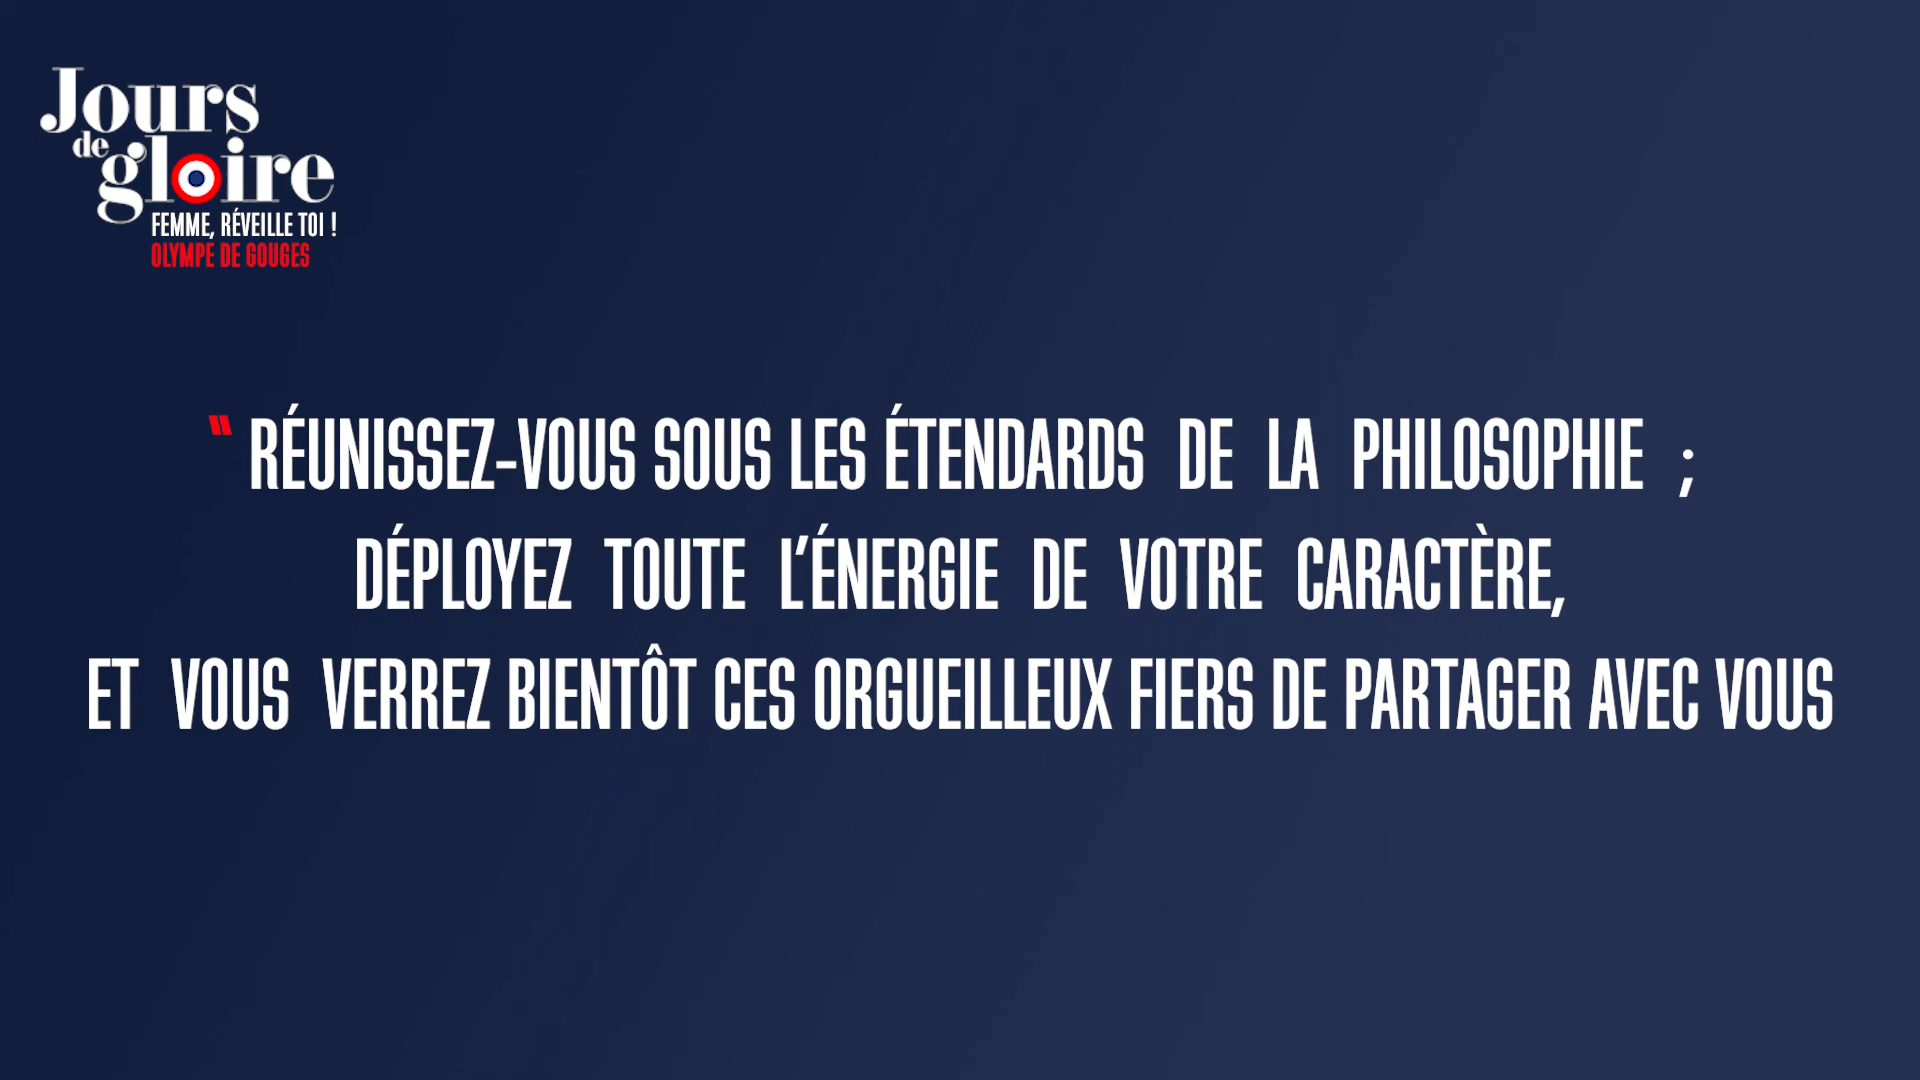 Jours
de
gloire
FEMME, RÉVEILLE TOI !
OLYMPE DE GOUGES
“ RÉUNISSEZ-VOUS SOUS LES ÉTENDARDS DE LA PHILOSOPHIE ;
DÉPLOYEZ TOUTE L’ÉNERGIE DE VOTRE CARACTÈRE,
ET VOUS VERREZ BIENTÔT CES ORGUEILLEUX FIERS DE PARTAGER AVEC VOUS